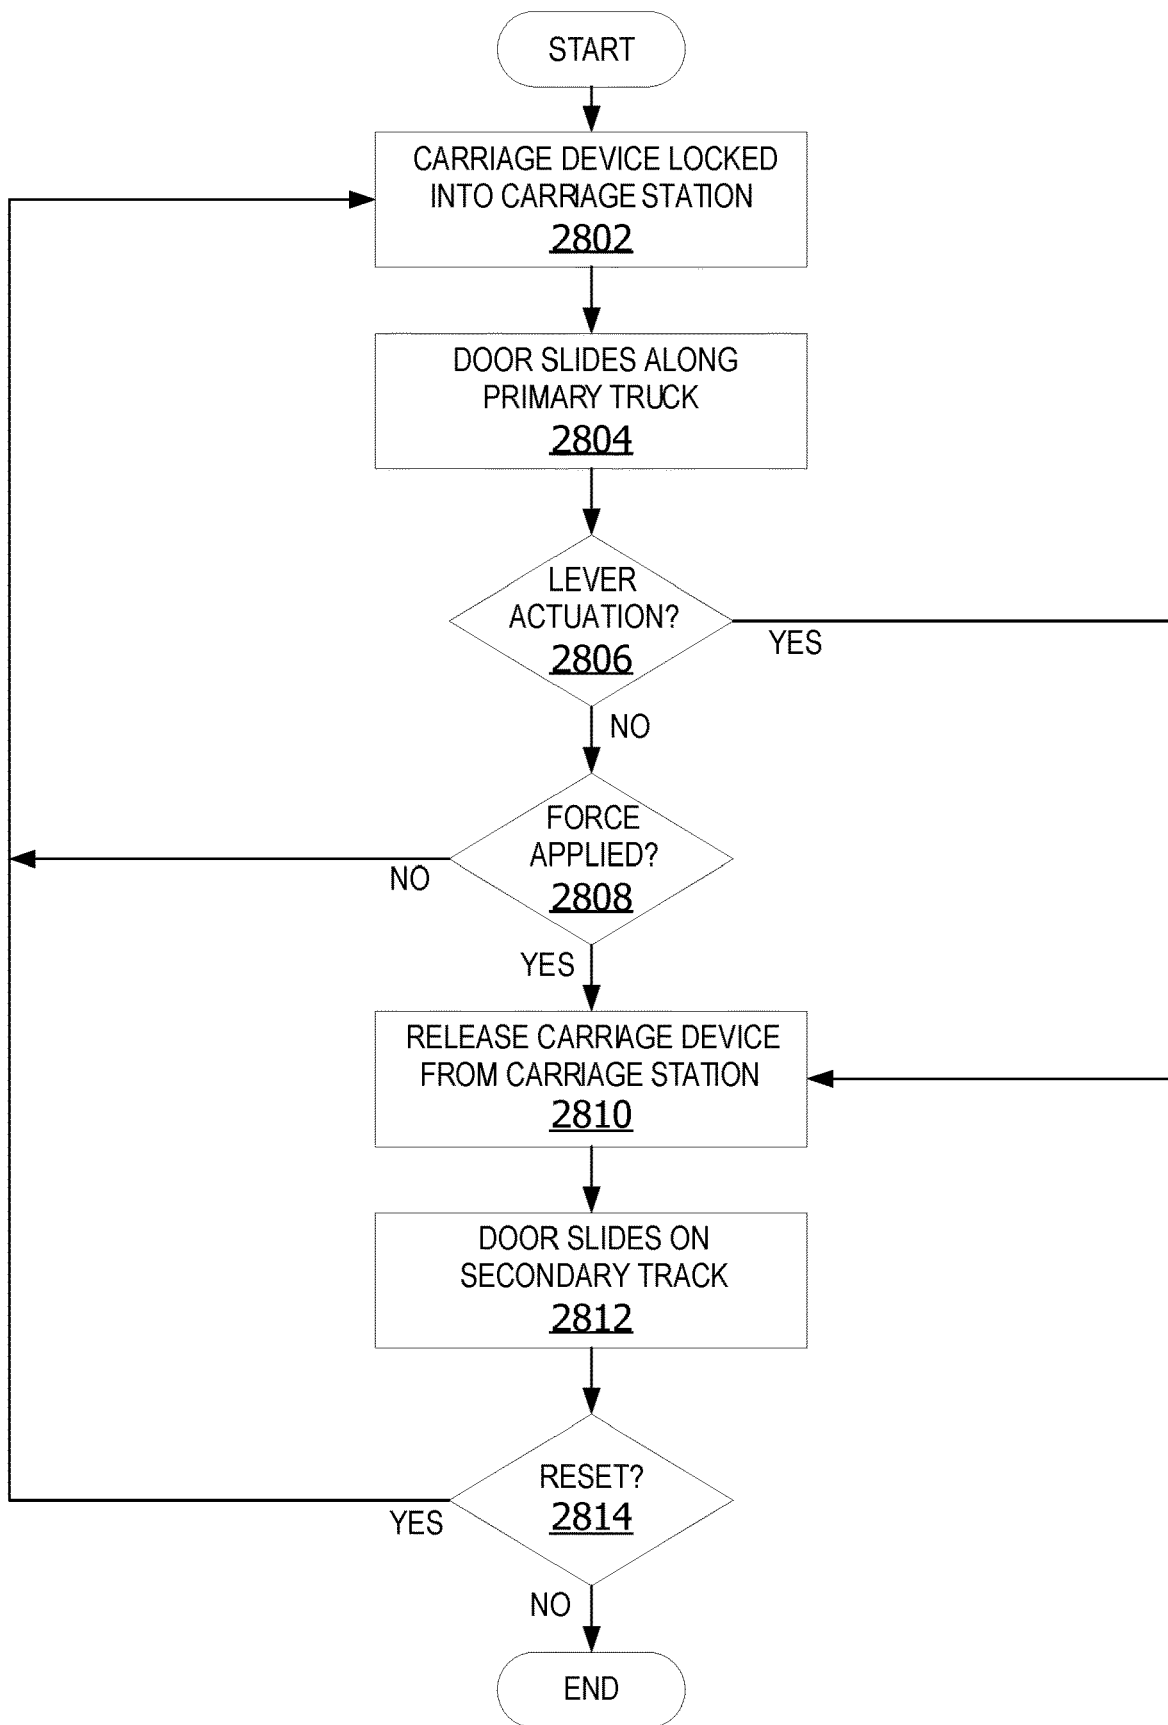 START
CARRIAGE DEVICE LOCKED
INTO CARRIAGE STATION
2802
DOOR SLIDES ALONG
PRIMARY TRUCK
2804
LEVER
ACTUATION?
2806
YES
NO
FORCE
APPLIED?
2808
NO
YES
RELEASE CARRIAGE DEVICE
FROM CARRIAGE STATION
2810
DOOR SLIDES ON
SECONDARY TRACK
2812
RESET?
2814
YES
NO
END